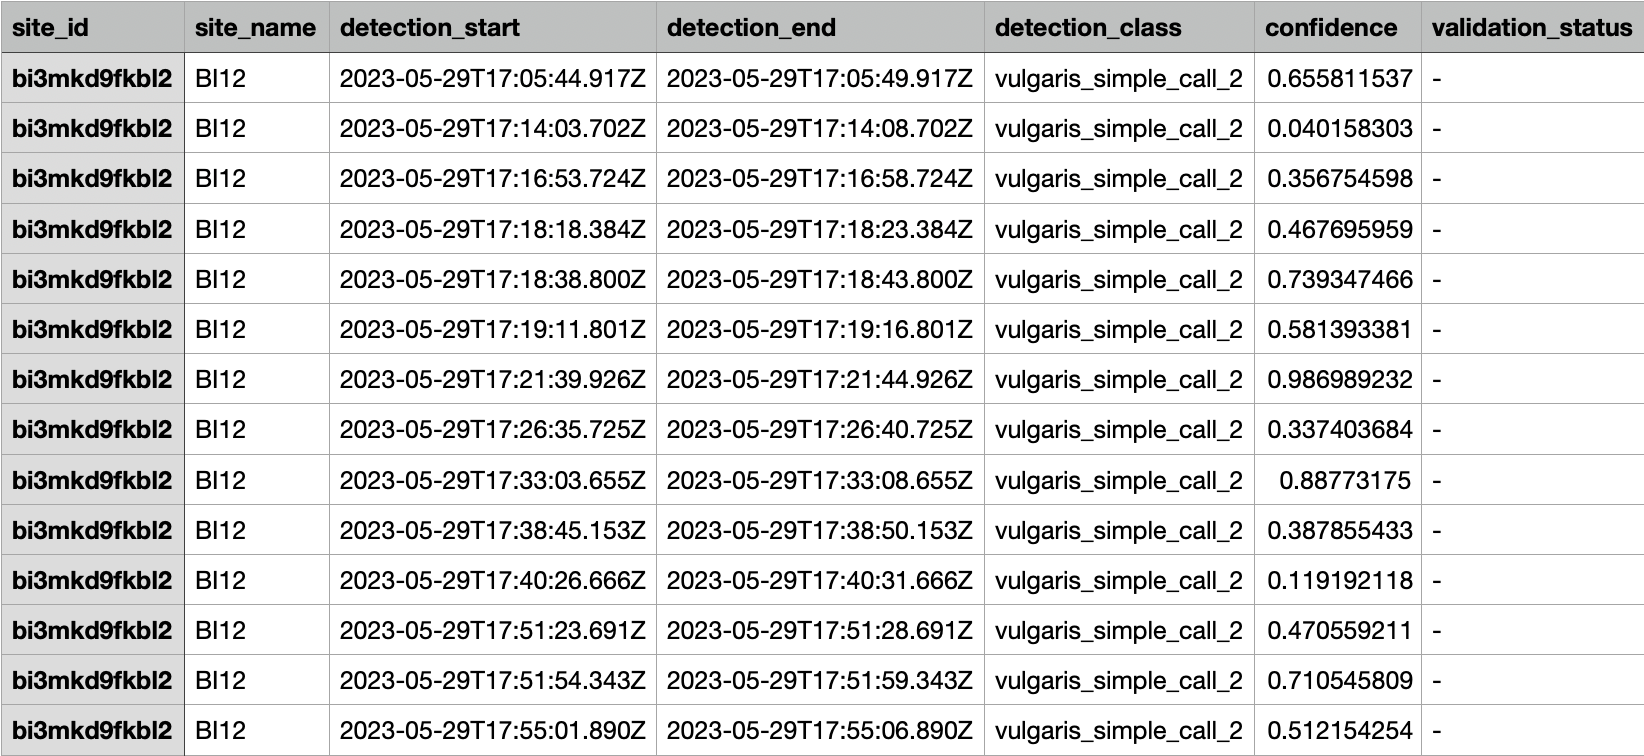 site_id site_name detection_start detection_end detection_class confidence validation_status
bi3mkd9fkbl2 BI12 2023-05-29T17:05:44.917Z 2023-05-29T17:05:49.917Z vulgaris_simple_call_2 0.655811537 -
bi3mkd9fkbl2 BI12 2023-05-29T17:14:03.702Z 2023-05-29T17:14:08.702Z vulgaris_simple_call_2 0.040158303 -
bi3mkd9fkbl2 BI12 2023-05-29T17:16:53.724Z 2023-05-29T17:16:58.724Z vulgaris_simple_call_2 0.356754598 -
bi3mkd9fkbl2 BI12 2023-05-29T17:18:18.384Z 2023-05-29T17:18:23.384Z vulgaris_simple_call_2 0.467695959 -
bi3mkd9fkbl2 BI12 2023-05-29T17:18:38.800Z 2023-05-29T17:18:43.800Z vulgaris_simple_call_2 0.739347466 -
bi3mkd9fkbl2 BI12 2023-05-29T17:19:11.801Z 2023-05-29T17:19:16.801Z vulgaris_simple_call_2 0.581393381 -
bi3mkd9fkbl2 BI12 2023-05-29T17:21:39.926Z 2023-05-29T17:21:44.926Z vulgaris_simple_call_2 0.986989232 -
bi3mkd9fkbl2 BI12 2023-05-29T17:26:35.725Z 2023-05-29T17:26:40.725Z vulgaris_simple_call_2 0.337403684 -
bi3mkd9fkbl2 BI12 2023-05-29T17:33:03.655Z 2023-05-29T17:33:08.655Z vulgaris_simple_call_2 0.88773175 -
bi3mkd9fkbl2 BI12 2023-05-29T17:38:45.153Z 2023-05-29T17:38:50.153Z vulgaris_simple_call_2 0.387855433 -
bi3mkd9fkbl2 BI12 2023-05-29T17:40:26.666Z 2023-05-29T17:40:31.666Z vulgaris_simple_call_2 0.119192118 -
bi3mkd9fkbl2 BI12 2023-05-29T17:51:23.691Z 2023-05-29T17:51:28.691Z vulgaris_simple_call_2 0.470559211 -
bi3mkd9fkbl2 BI12 2023-05-29T17:51:54.343Z 2023-05-29T17:51:59.343Z vulgaris_simple_call_2 0.710545809 -
bi3mkd9fkbl2 BI12 2023-05-29T17:55:01.890Z 2023-05-29T17:55:06.890Z vulgaris_simple_call_2 0.512154254 -